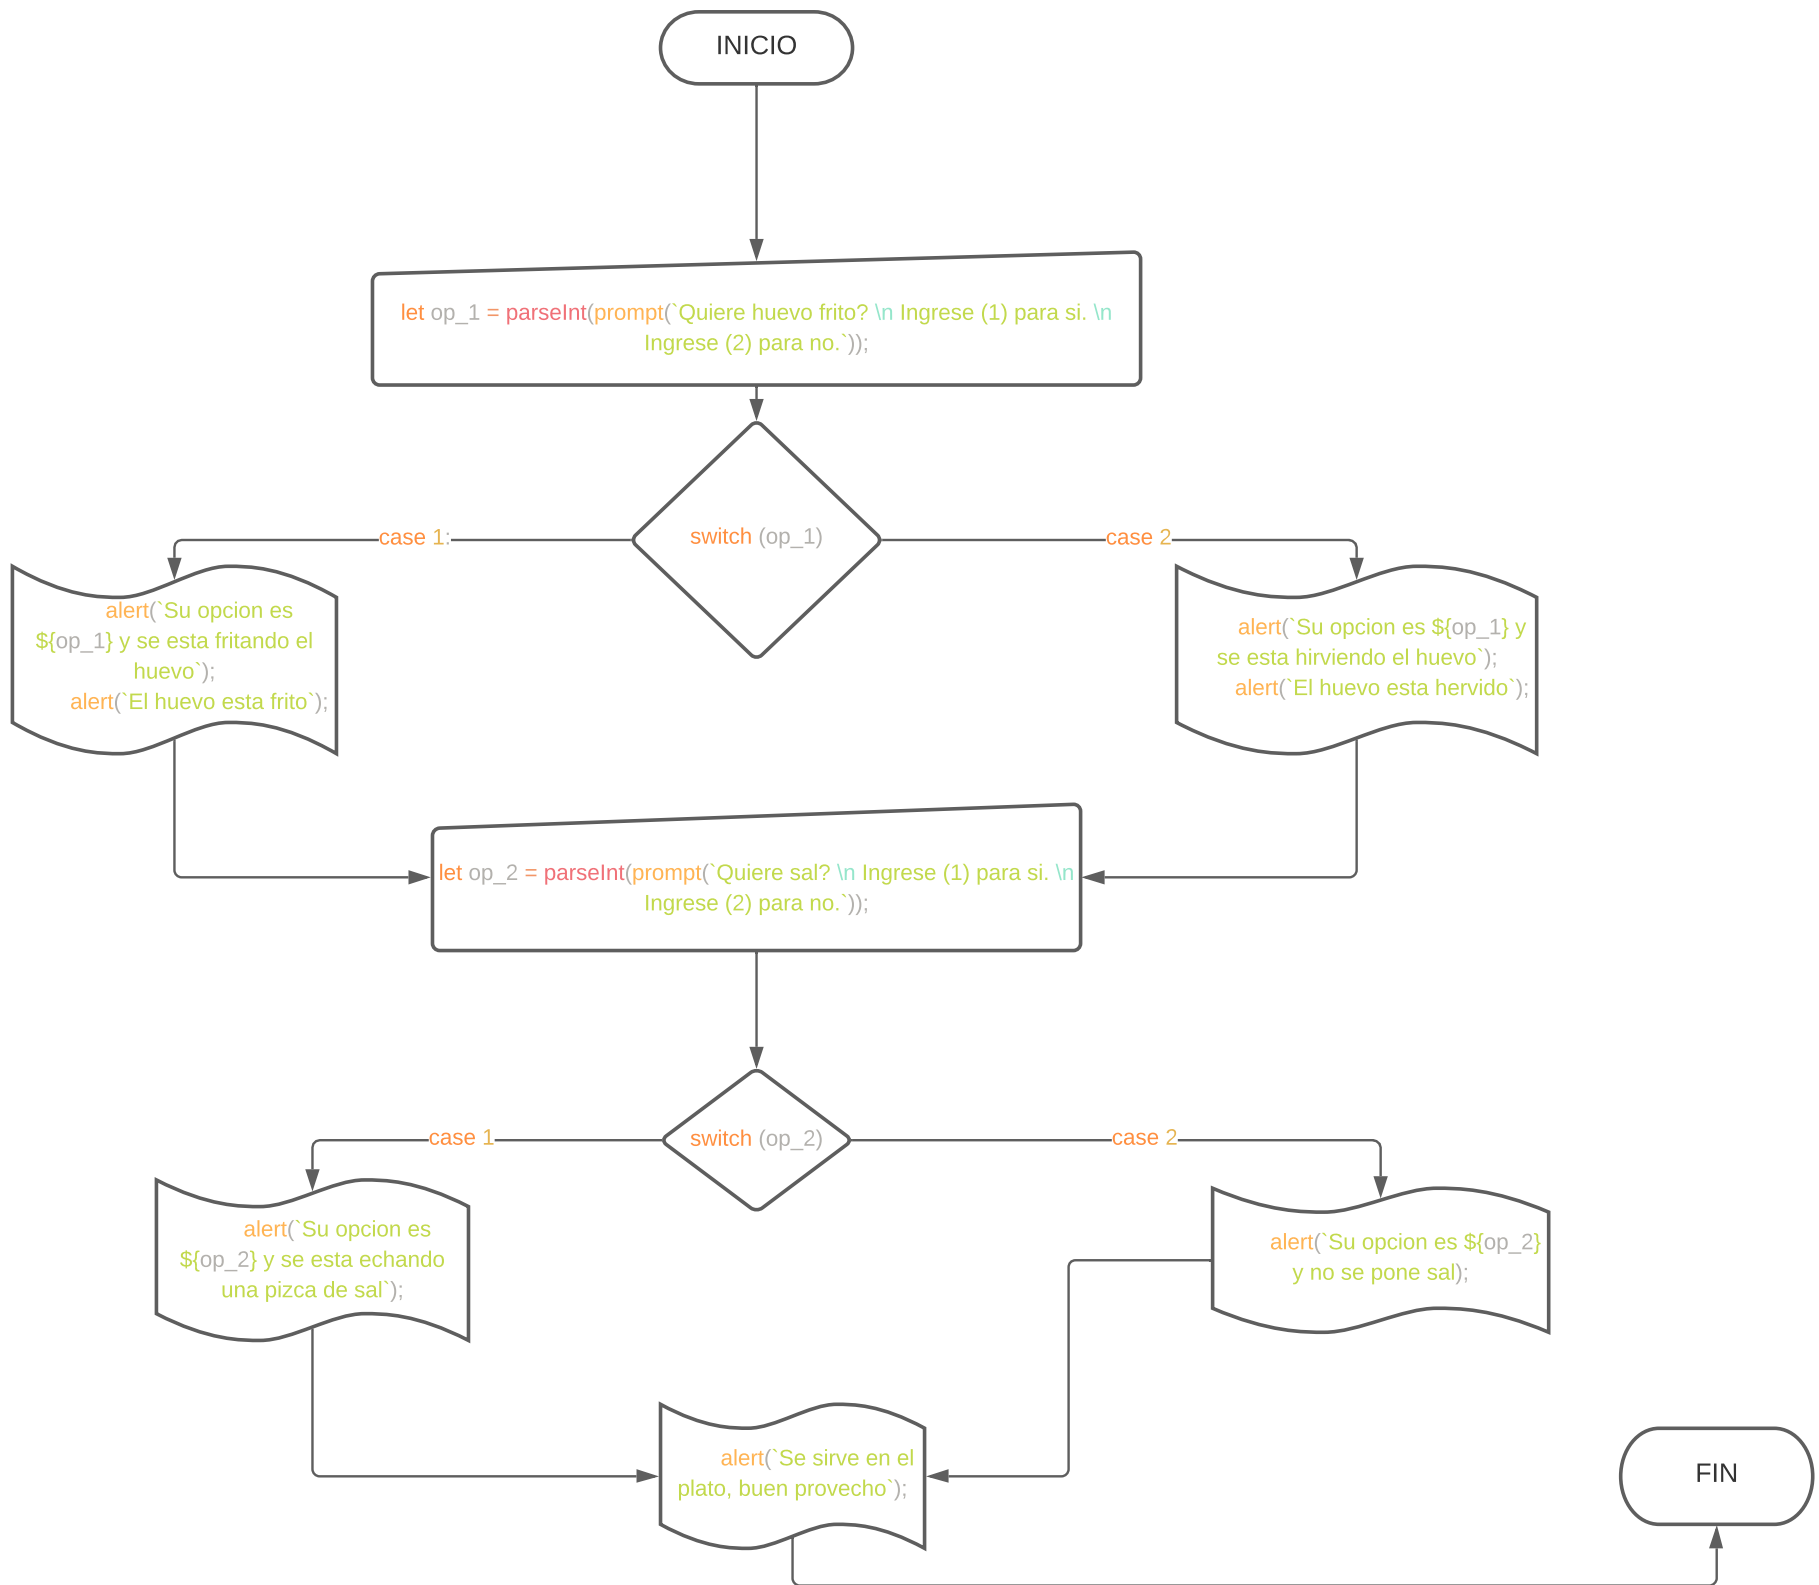 INICIO
let op_1 = parseInt(prompt(`Quiere huevo frito? \n Ingrese (1) para si. \n
Ingrese (2) para no.`));
switch (op_1)
case 1:
case 2
alert(`Su opcion es
${op_1} y se esta fritando el
huevo`);
alert(`El huevo esta frito`);
alert(`Su opcion es ${op_1} y
se esta hirviendo el huevo`);
alert(`El huevo esta hervido`);
let op_2 = parseInt(prompt(`Quiere sal? \n Ingrese (1) para si. \n
Ingrese (2) para no.`));
switch (op_2)
case 1
case 2
alert(`Su opcion es
${op_2} y se esta echando
una pizca de sal`);
alert(`Su opcion es ${op_2}
y no se pone sal);
alert(`Se sirve en el
plato, buen provecho`);
FIN